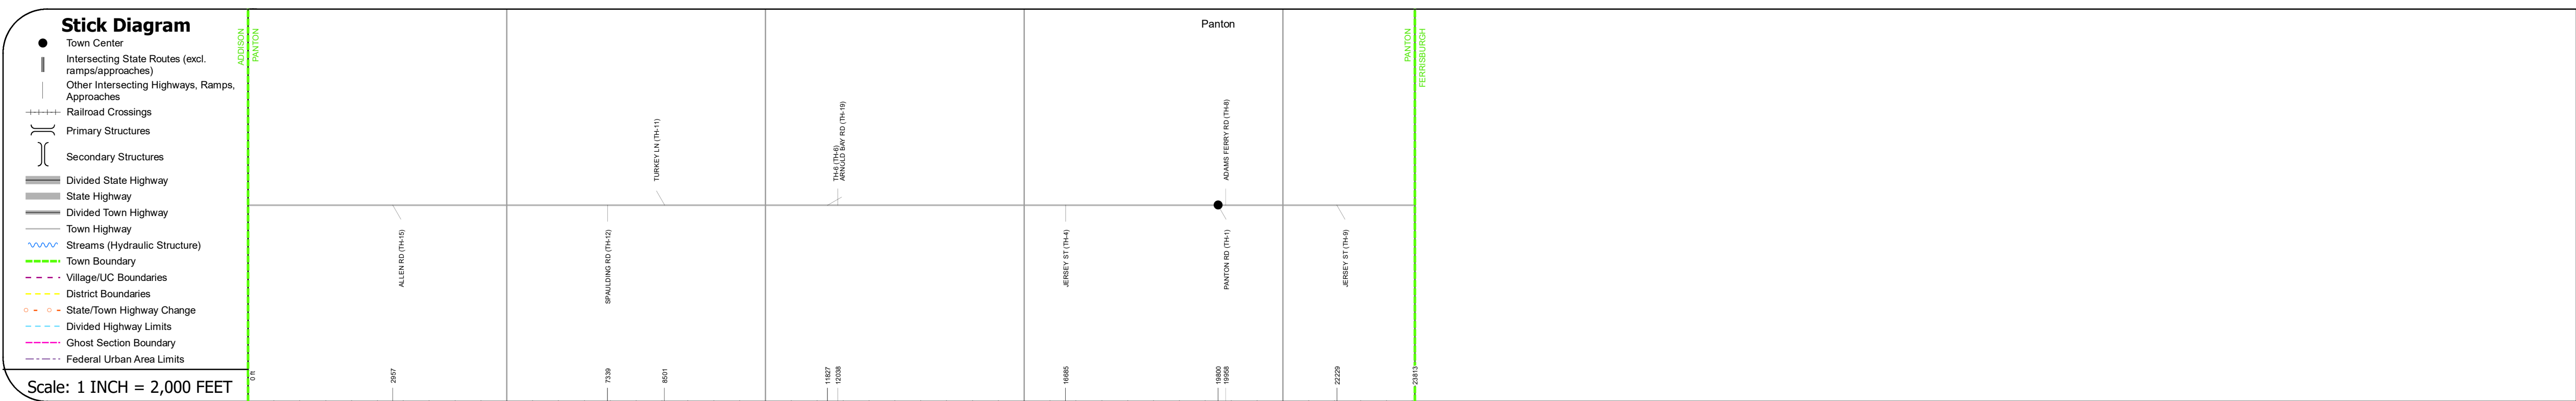 Stick Diagram
Town Center
Intersecting State Routes (excl.
ramps/approaches)
Other Intersecting Highways, Ramps,
Approaches
Railroad Crossings
Primary Structures
Secondary Structures
Divided State Highway
State Highway
Divided Town Highway
Town Highway
Streams (Hydraulic Structure)
Town Boundary
Village/UC Boundaries
District Boundaries
State/Town Highway Change
Divided Highway Limits
Ghost Section Boundary
Federal Urban Area Limits
Scale: 1 INCH = 2,000 FEET
ADDISON
PANTON
Panton
PANTON
FERRISBURGH
TURKEY LN (TH-11)
TH-6 (TH-6)
ARNOLD BAY RD (TH-19)
ADAMS FERRY RD (TH-8)
ALLEN RD (TH-15)
SPAULDING RD (TH-12)
JERSEY ST (TH-4)
PANTON RD (TH-1)
JERSEY ST (TH-9)
0 ft
2957
7339
8501
11827
12038
16685
19800
19958
22229
23813